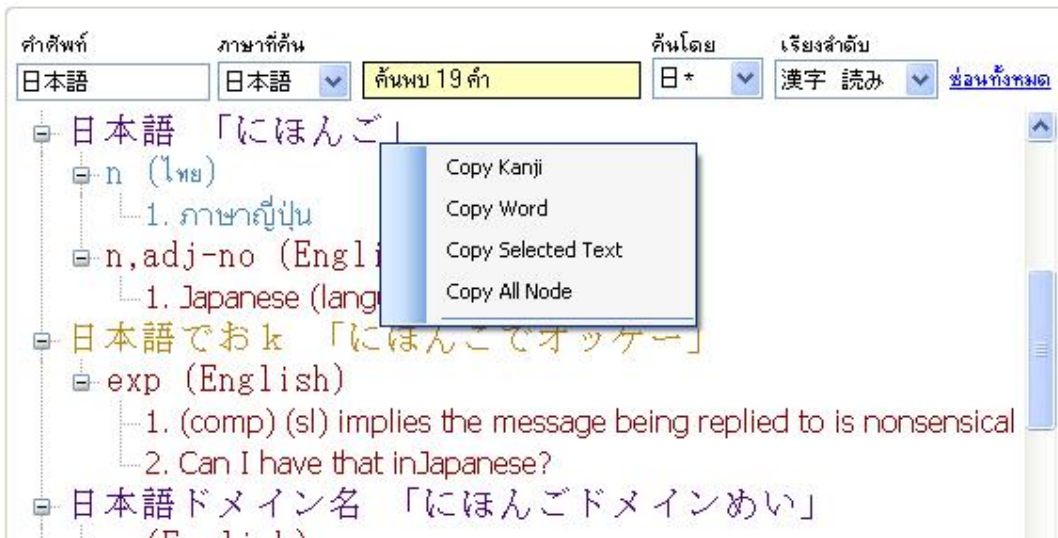 คำศัพท์ ภาษาที่ค้น ค้นโดย เรียงลำดับ
日本語 日本語 ค้นพบ 19 คำ 日* 漢字 読み ซ่อนทั้งหมด
日本語 「にほんご」
n (ไทย)
1. ภาษาญี่ปุ่น
n,adj-no (Engli
1. Japanese (langu
Copy Kanji
Copy Word
Copy Selected Text
Copy All Node
日本語でおk 「にほんごでオッケー」
exp (English)
1. (comp) (sl) implies the message being replied to is nonsensical
2. Can I have that inJapanese?
日本語ドメイン名 「にほんごドメインめい」
(English)